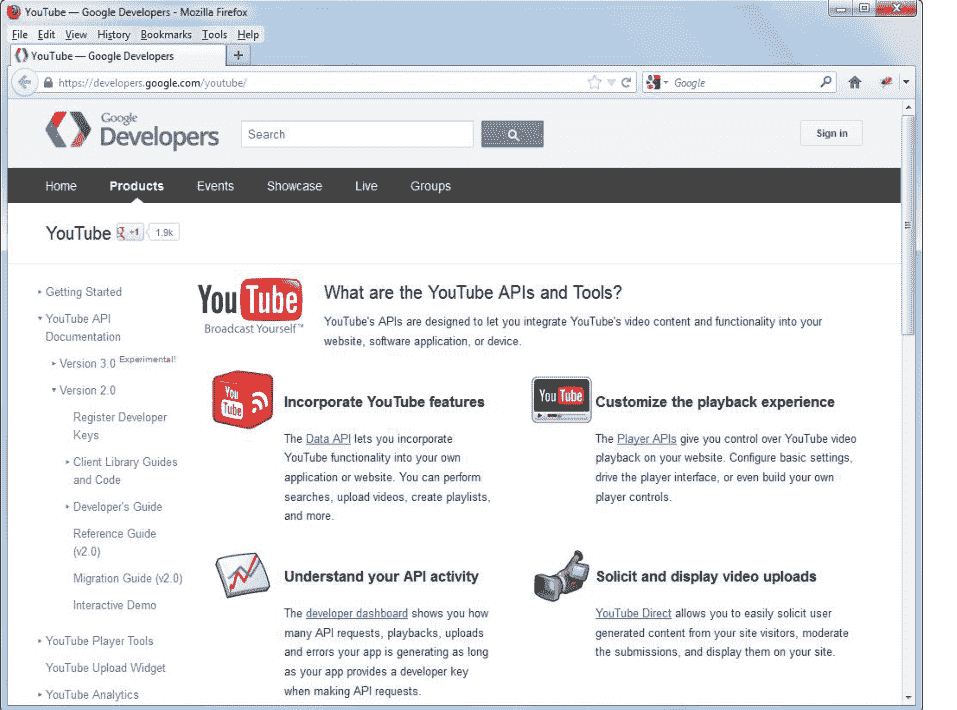 YouTube — Google Developers - Mozilla Firefox
File Edit View History Bookmarks Tools Help
YouTube — Google Developers
https://developers.google.com/youtube/
Google
Google
Developers
Search
Sign in
Home Products Events Showcase Live Groups
YouTube
+1
1.9k
Getting Started
YouTube API
Documentation
Version 3.0 Experimental!
Version 2.0
Register Developer
Keys
Client Library Guides
and Code
Developer's Guide
Reference Guide
(v2.0)
Migration Guide (v2.0)
Interactive Demo
YouTube Player Tools
YouTube Upload Widget
YouTube Analytics
YouTube
Broadcast Yourself™
What are the YouTube APIs and Tools?
YouTube's APIs are designed to let you integrate YouTube's video content and functionality into your
website, software application, or device.
You
Tube
Incorporate YouTube features
The Data API lets you incorporate
YouTube functionality into your own
application or website. You can perform
searches, upload videos, create playlists,
and more.
YouTube
Customize the playback experience
The Player APIs give you control over YouTube video
playback on your website. Configure basic settings,
drive the player interface, or even build your own
player controls.
Understand your API activity
The developer dashboard shows you how
many API requests, playbacks, uploads
and errors your app is generating as long
as your app provides a developer key
when making API requests.
Solicit and display video uploads
YouTube Direct allows you to easily solicit user
generated content from your site visitors, moderate
the submissions, and display them on your site.